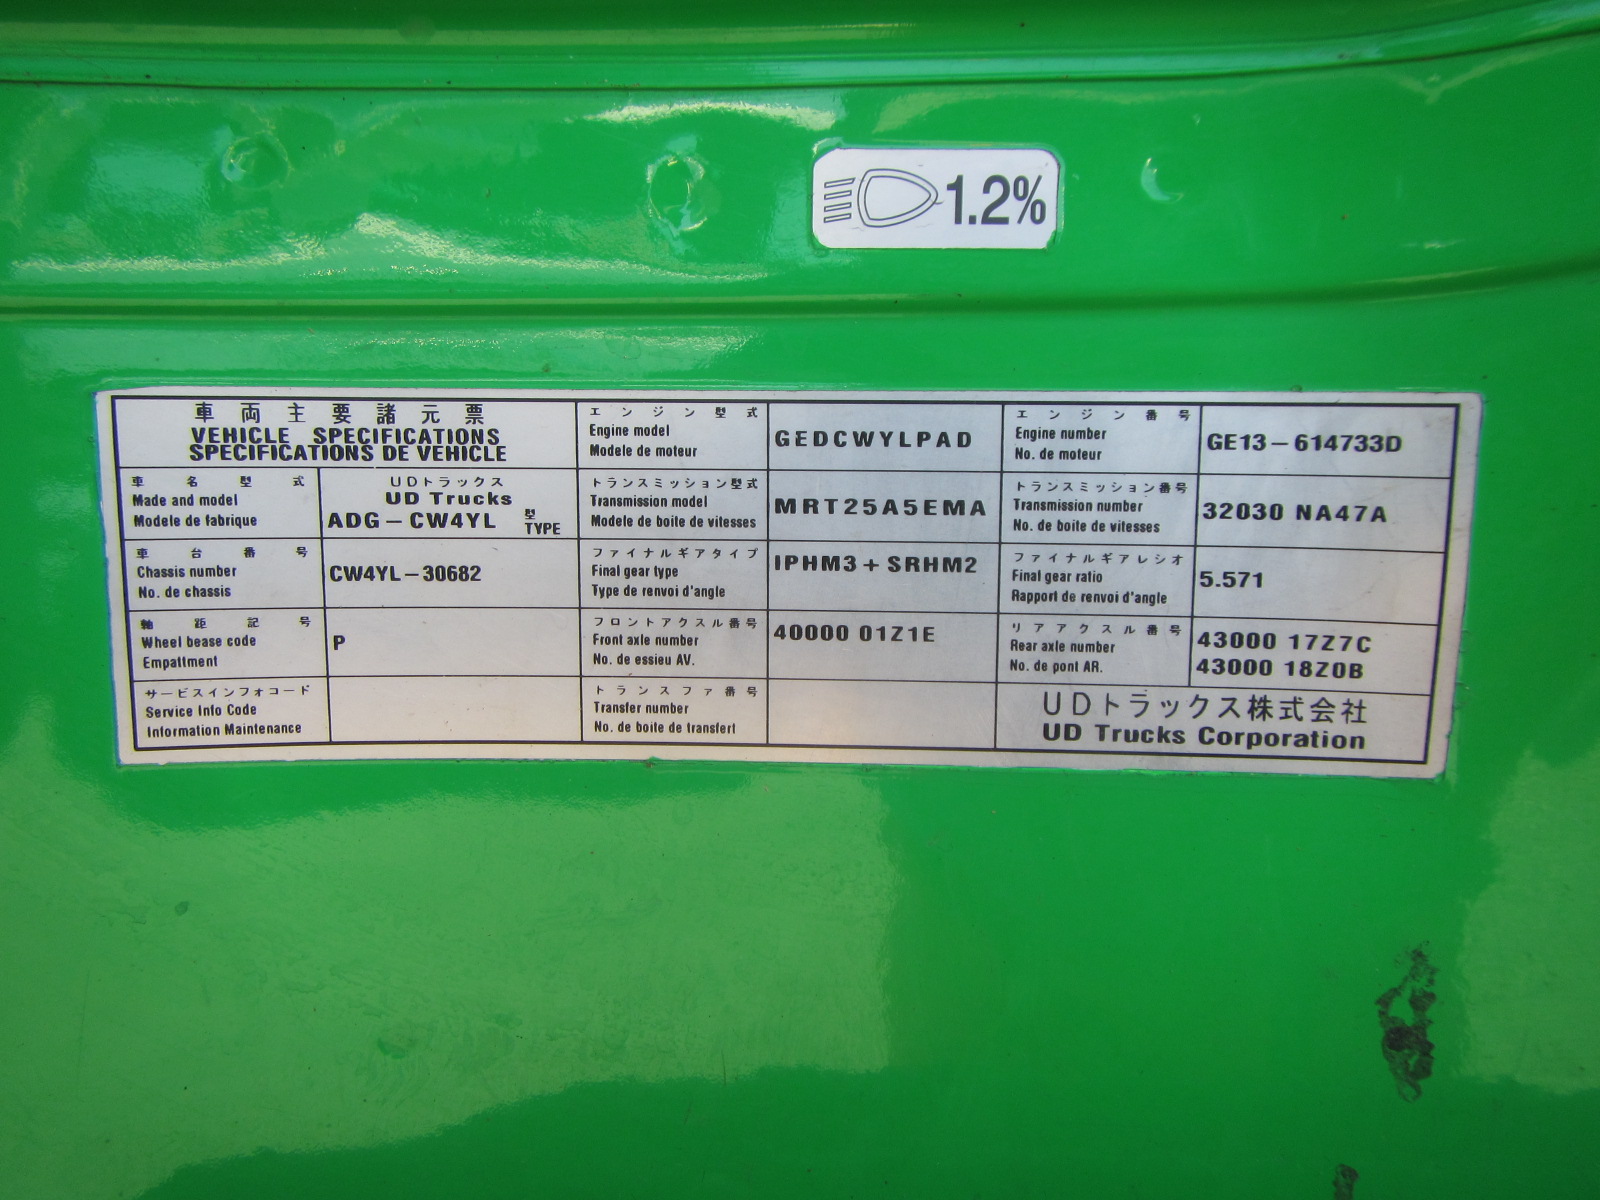 1.2%
車両主要諸元票
VEHICLE SPECIFICATIONS
SPECIFICATIONS DE VEHICLE
エンジン型式
Engine model
Modele de moteur
GEDCWYLPAD
エンジン番号
Engine number
No. de moteur
GE13-614733D
車名型式
Made and model
Modele de fabrique
UDトラックス
UD Trucks
ADG-CW4YL 型
TYPE
トランスミッション型式
Transmission model
Modele de boite de vitesses
MRT25A5EMA
トランスミッション番号
Transmission number
No. de boite de vitesses
32030 NA47A
車台番号
Chassis number
No. de chassis
CW4YL-30682
ファイナルギアタイプ
Final gear type
Type de renvoi d'angle
IPHM3+SRHM2
ファイナルギアレシオ
Final gear ratio
Rapport de renvoi d'angle
5.571
軸距記号
Wheel bease code
Empattment
P
フロントアクスル番号
Front axle number
No. de essieu AV.
40000 01Z1E
リアアクスル番号
Rear axle number
No. de pont AR.
43000 17Z7C
43000 18Z0B
サービスインフォコード
Service Info Code
Information Maintenance
トランスファ番号
Transfer number
No. de boite de transfert
UDトラックス株式会社
UD Trucks Corporation